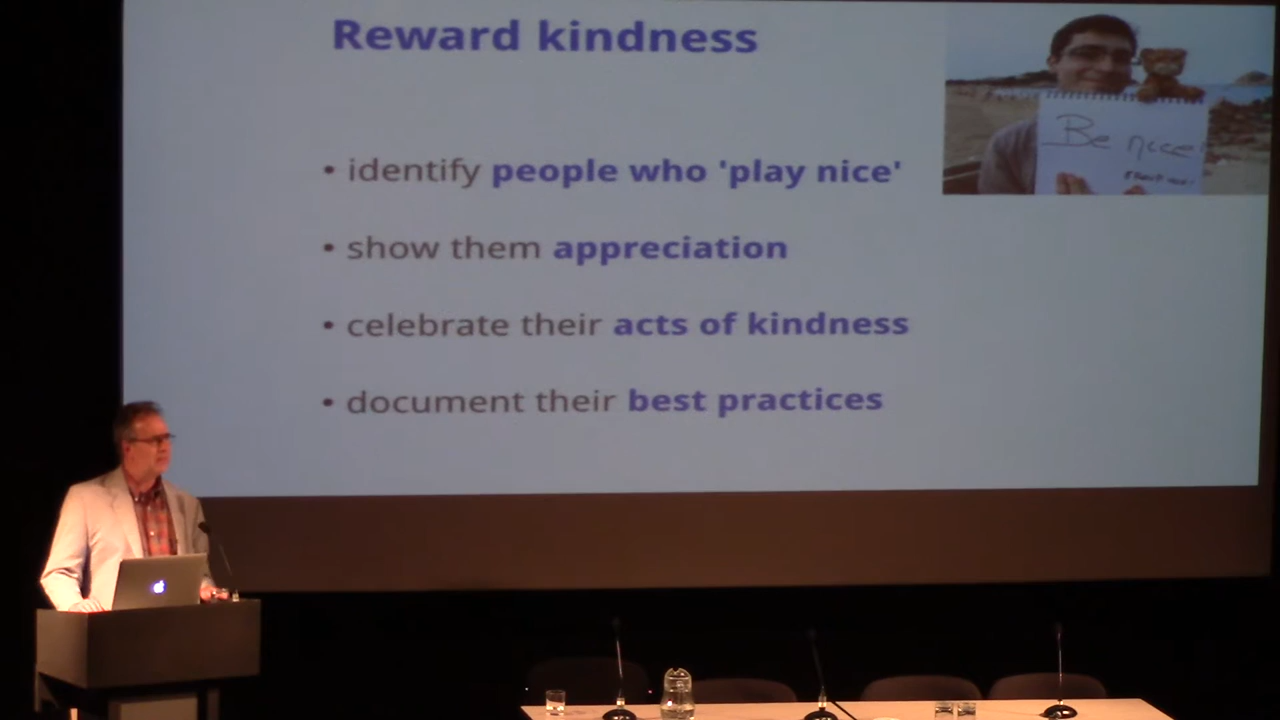 Reward kindness
• identify people who 'play nice'
• show them appreciation
• celebrate their acts of kindness
• document their best practices
Be nice